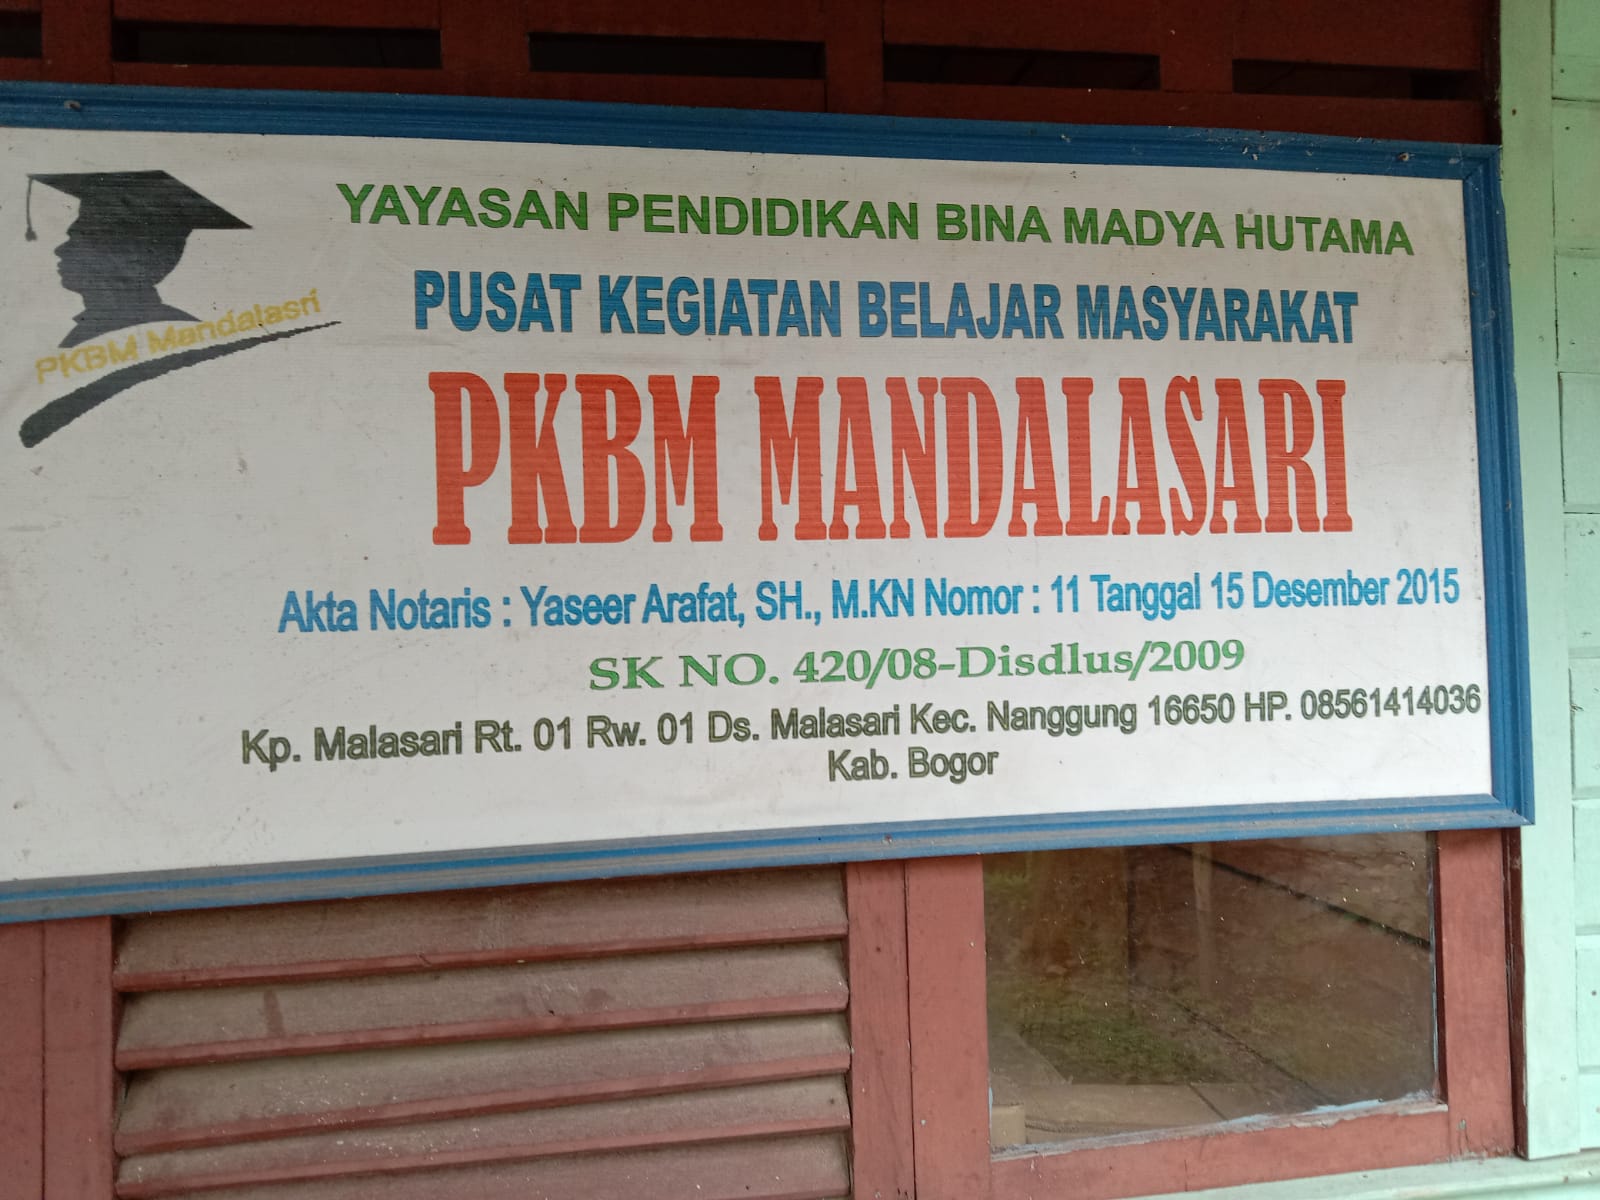 YAYASAN PENDIDIKAN BINA MADYA HUTAMA
PUSAT KEGIATAN BELAJAR MASYARAKAT
PKBM Mandalasri
PKBM MANDALASARI
Akta Notaris : Yaseer Arafat, SH., M.KN Nomor : 11 Tanggal 15 Desember 2015
SK NO. 420/08-Disdlus/2009
Kp. Malasari Rt. 01 Rw. 01 Ds. Malasari Kec. Nanggung 16650 HP. 08561414036
Kab. Bogor